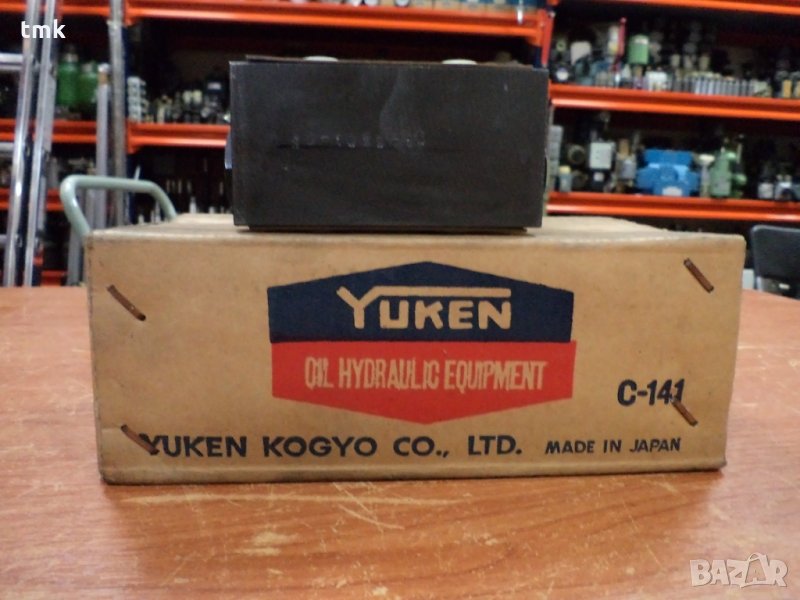 tmk
YUKEN
OIL HYDRAULIC EQUIPMENT
C-141
YUKEN KOGYO CO., LTD. MADE IN JAPAN
BAZAR